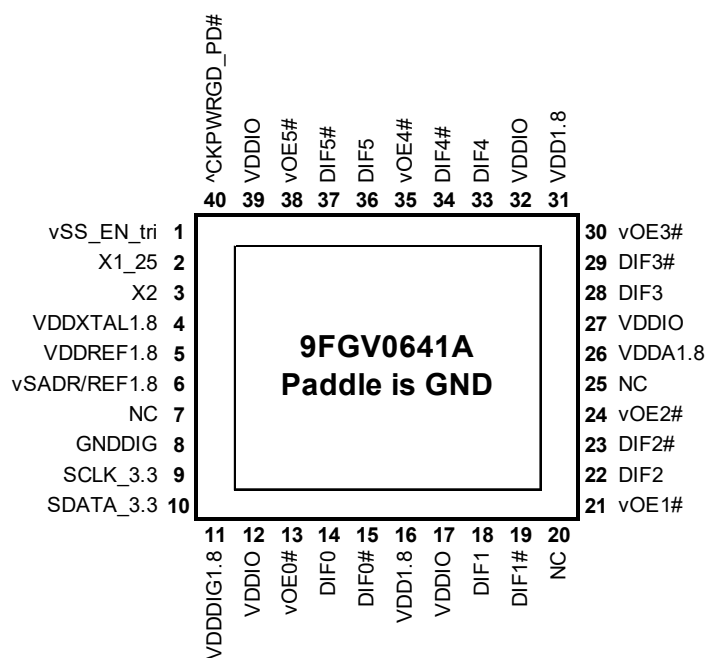 ^CKPWRGD_PD#
VDDIO
vOE5#
DIF5#
DIF5
vOE4#
DIF4#
DIF4
VDDIO
VDD1.8
40 39 38 37 36 35 34 33 32 31
vSS_EN_tri 1
X1_25 2
X2 3
VDDXTAL1.8 4
VDDREF1.8 5
vSADR/REF1.8 6
NC 7
GNDDIG 8
SCLK_3.3 9
SDATA_3.3 10
9FGV0641A
Paddle is GND
30 vOE3#
29 DIF3#
28 DIF3
27 VDDIO
26 VDDA1.8
25 NC
24 vOE2#
23 DIF2#
22 DIF2
21 vOE1#
11 12 13 14 15 16 17 18 19 20
VDDDIG1.8
VDDIO
vOE0#
DIF0
DIF0#
VDD1.8
VDDIO
DIF1
DIF1#
NC